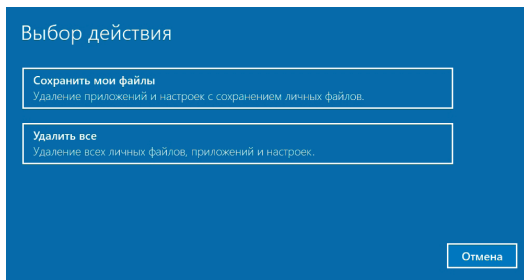 Выбор действия
Сохранить мои файлы
Удаление приложений и настроек с сохранением личных файлов.
Удалить все
Удаление всех личных файлов, приложений и настроек.
Отмена